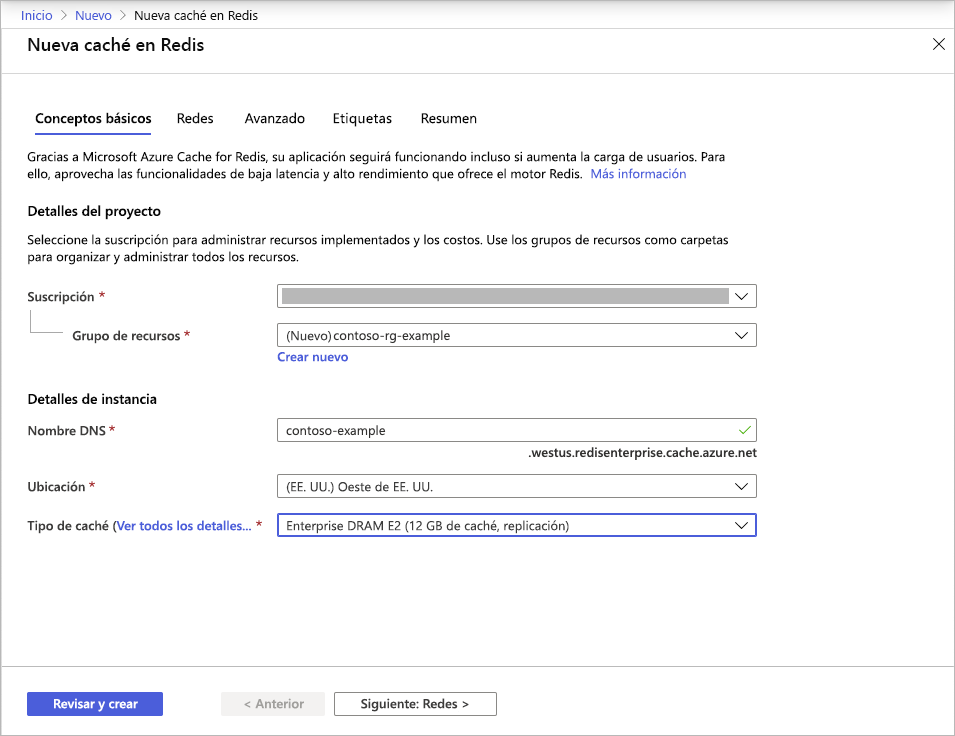 Inicio > Nuevo > Nueva caché en Redis
Nueva caché en Redis
Conceptos básicos Redes Avanzado Etiquetas Resumen
Gracias a Microsoft Azure Cache for Redis, su aplicación seguirá funcionando incluso si aumenta la carga de usuarios. Para
ello, aprovecha las funcionalidades de baja latencia y alto rendimiento que ofrece el motor Redis. Más información
Detalles del proyecto
Seleccione la suscripción para administrar recursos implementados y los costos. Use los grupos de recursos como carpetas
para organizar y administrar todos los recursos.
Suscripción *
Grupo de recursos * (Nuevo) contoso-rg-example
Crear nuevo
Detalles de instancia
Nombre DNS * contoso-example
.westus.redisenterprise.cache.azure.net
Ubicación * (EE. UU.) Oeste de EE. UU.
Tipo de caché (Ver todos los detalles... * Enterprise DRAM E2 (12 GB de caché, replicación)
Revisar y crear < Anterior Siguiente: Redes >